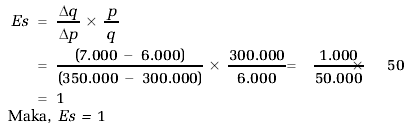 Es = Δq/Δp × p/q
= (7.000 − 6.000)/(350.000 − 300.000) × 300.000/6.000 = 1.000/50.000 × 50
= 1
Maka, Es = 1